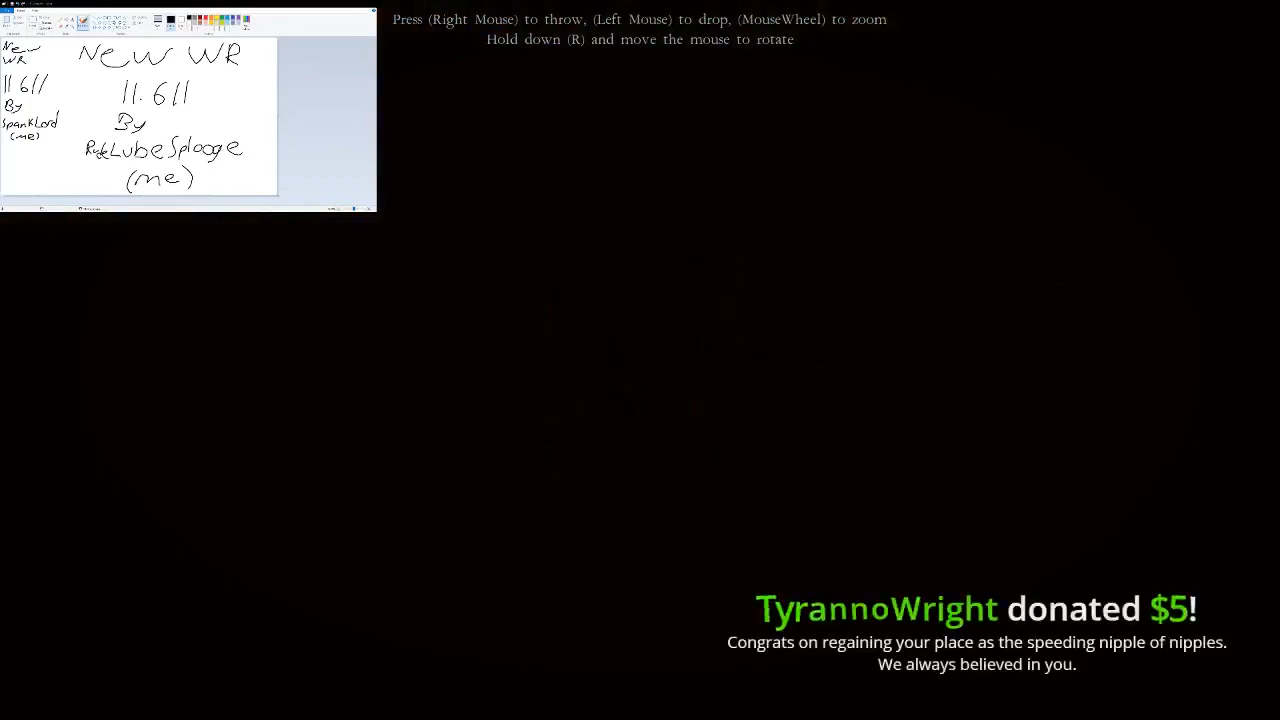 Press (Right Mouse) to throw, (Left Mouse) to drop, (MouseWheel) to zoom
Hold down (R) and move the mouse to rotate
New
WR
11 611
By
SpankLord
(me)
New WR
11.611
By
RudeLubeSplooge
(me)
TyrannoWright donated $5!
Congrats on regaining your place as the speeding nipple of nipples.
We always believed in you.